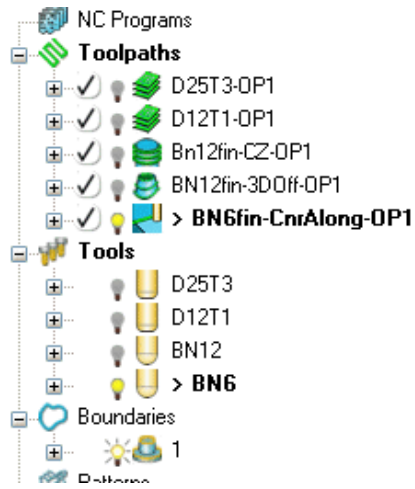 NC Programs
Toolpaths
D25T3-OP1
D12T1-OP1
Bn12fin-CZ-OP1
BN12fin-3DOff-OP1
> BN6fin-CnrAlong-OP1
Tools
D25T3
D12T1
BN12
> BN6
Boundaries
1
Patterns